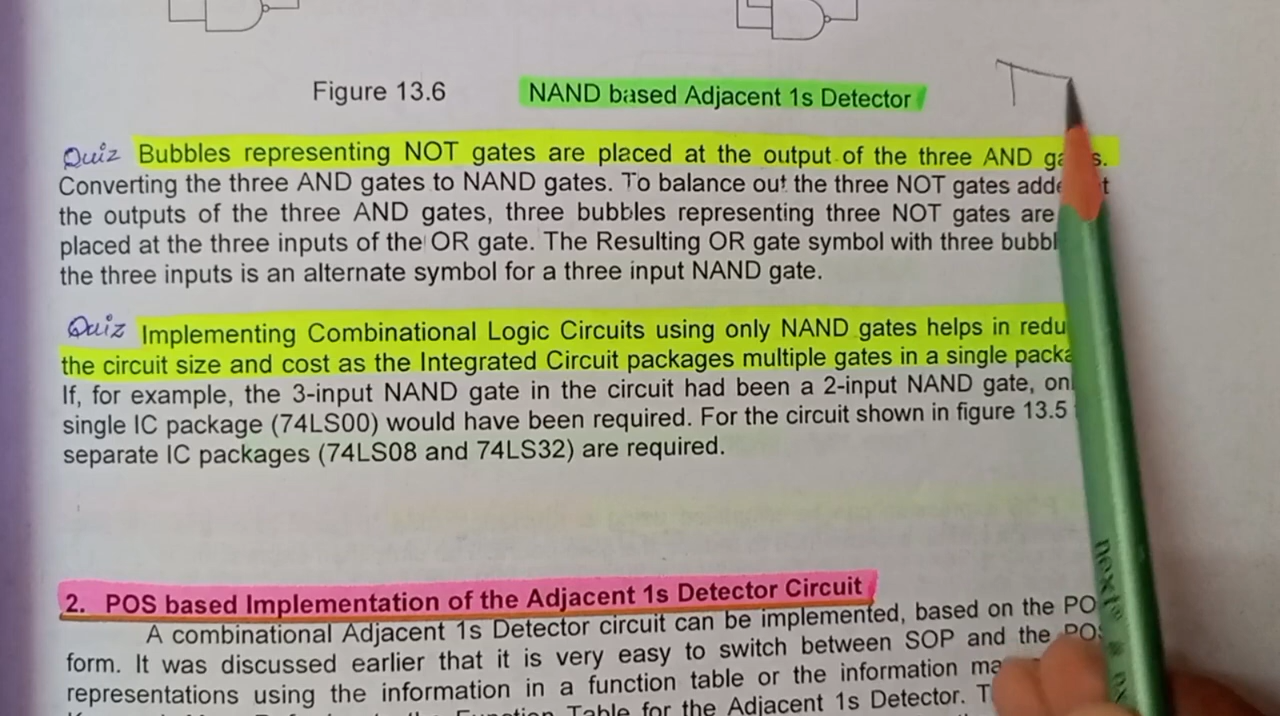 Figure 13.6 NAND based Adjacent 1s Detector
Quiz Bubbles representing NOT gates are placed at the output of the three AND
Converting the three AND gates to NAND gates. To balance out the three NOT gates
the outputs of the three AND gates, three bubbles representing three NOT gates are
placed at the three inputs of the OR gate. The Resulting OR gate symbol with three
the three inputs is an alternate symbol for a three input NAND gate.
Quiz Implementing Combinational Logic Circuits using only NAND gates helps in
the circuit size and cost as the Integrated Circuit packages multiple gates in a single
If, for example, the 3-input NAND gate in the circuit had been a 2-input NAND gate,
single IC package (74LS00) would have been required. For the circuit shown in figure 13.5
separate IC packages (74LS08 and 74LS32) are required.
2. POS based Implementation of the Adjacent 1s Detector Circuit
A combinational Adjacent 1s Detector circuit can be implemented, based on the
form. It was discussed earlier that it is very easy to switch between SOP and the
representations using the information in a function table or the information
Table for the Adjacent 1s Detector.
next